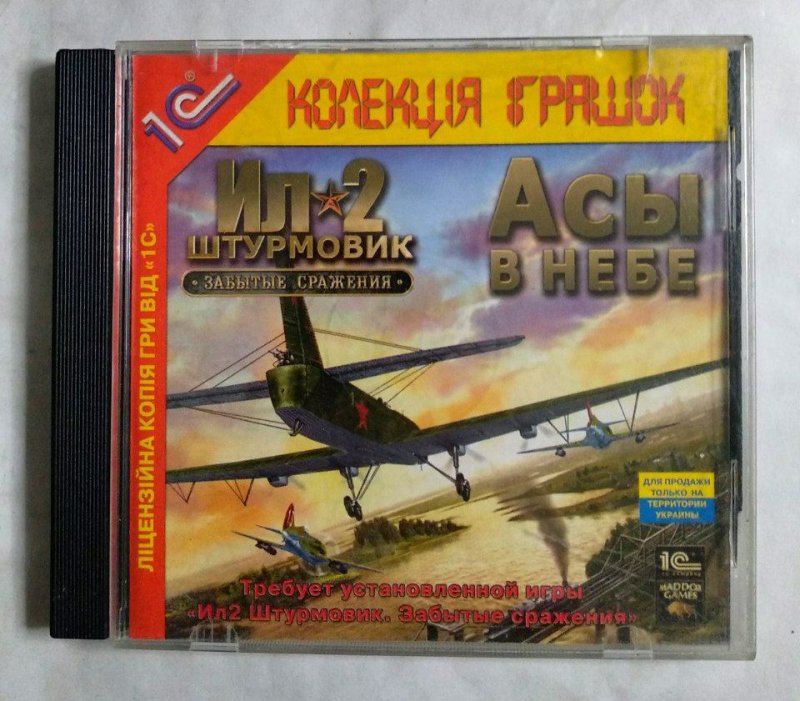 1С®
КОЛЕКЦІЯ ІГРАШОК
Ил★2
ШТУРМОВИК
• ЗАБЫТЫЕ СРАЖЕНИЯ •
Асы
В НЕБЕ
ЛІЦЕНЗІЙНА КОПІЯ ГРИ ВІД «1С»
ДЛЯ ПРОДАЖИ
ТОЛЬКО НА
ТЕРРИТОРИИ
УКРАИНЫ
1С
MADDOX
GAMES
Требует установленной игры
«Ил2 Штурмовик. Забытые сражения»